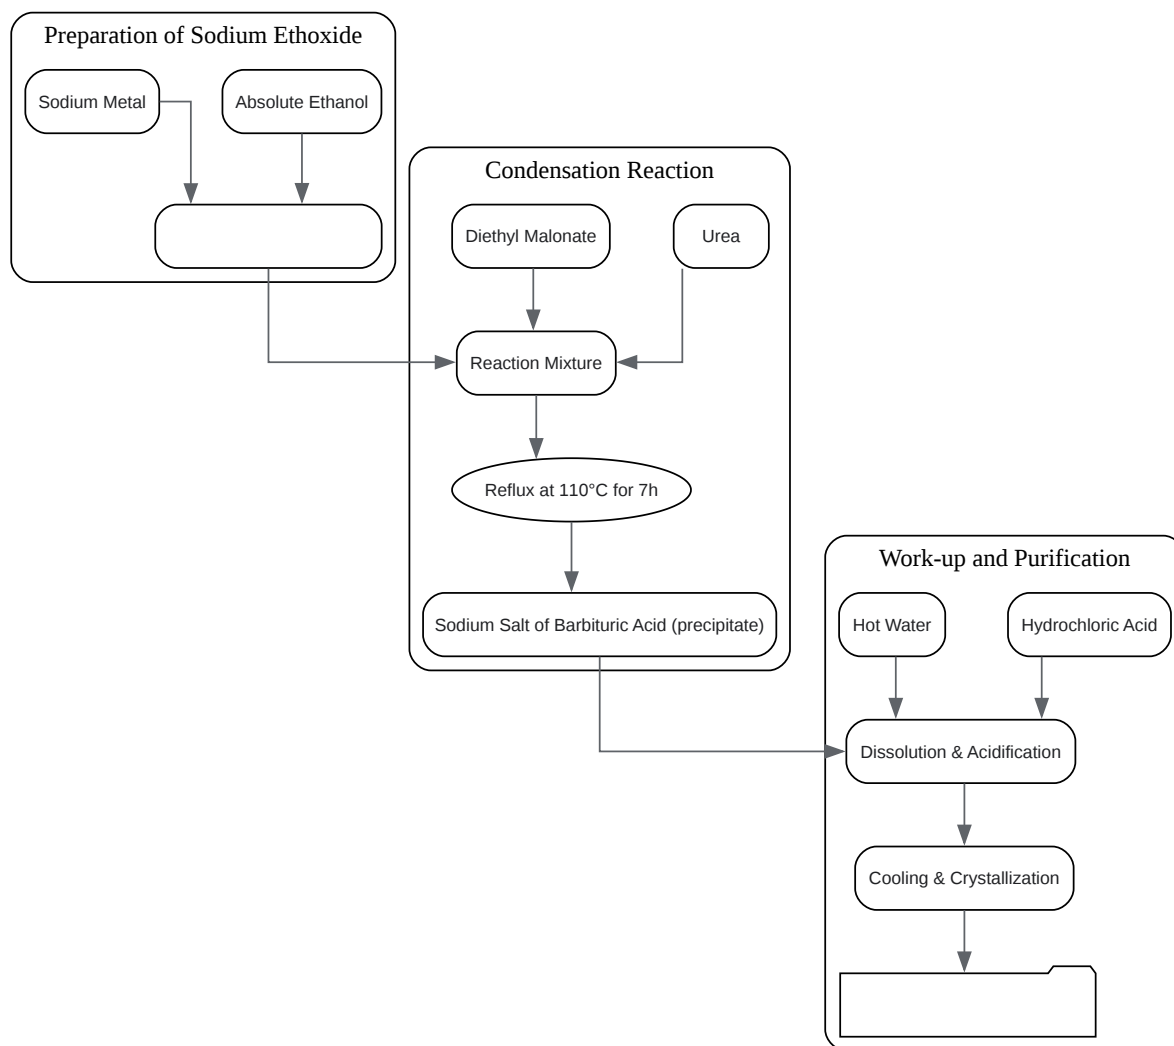 Preparation of Sodium Ethoxide
Sodium Metal
Absolute Ethanol
Condensation Reaction
Diethyl Malonate
Urea
Reaction Mixture
Reflux at 110°C for 7h
Sodium Salt of Barbituric Acid (precipitate)
Work-up and Purification
Hot Water
Hydrochloric Acid
Dissolution & Acidification
Cooling & Crystallization